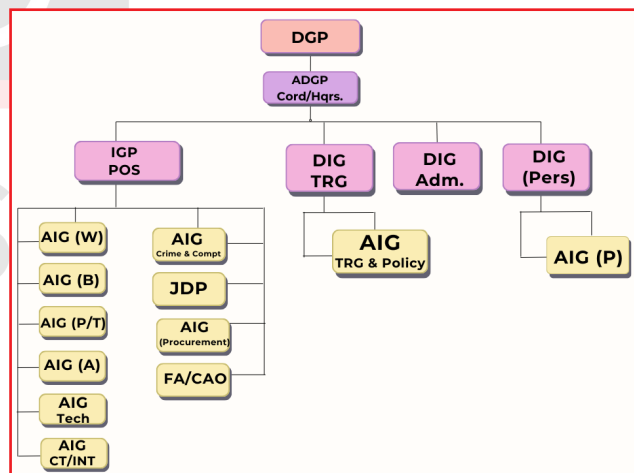 DGP
ADGP
Cord/Hqrs.
IGP
POS
DIG
TRG
DIG
Adm.
DIG
(Pers)
AIG (W)
AIG (B)
AIG (P/T)
AIG (A)
AIG
Tech
AIG
CT/INT
AIG
Crime & Compt
JDP
AIG
(Procurement)
FA/CAO
AIG
TRG & Policy
AIG (P)